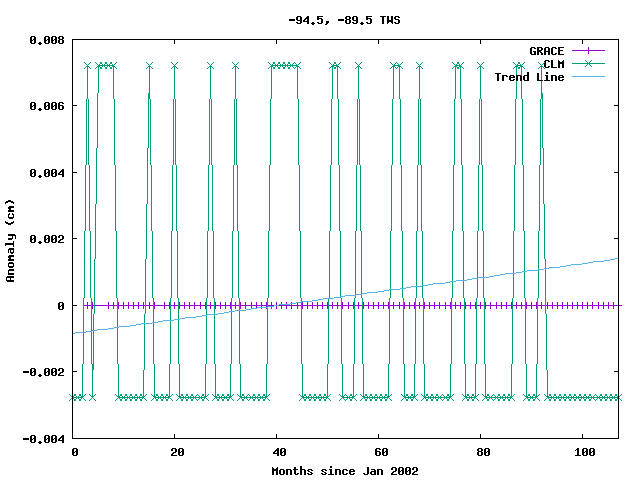 -94.5, -89.5 TWS
GRACE
CLM
Trend Line
0.008
0.006
0.004
0.002
0
-0.002
-0.004
Anomaly (cm)
0 20 40 60 80 100
Months since Jan 2002